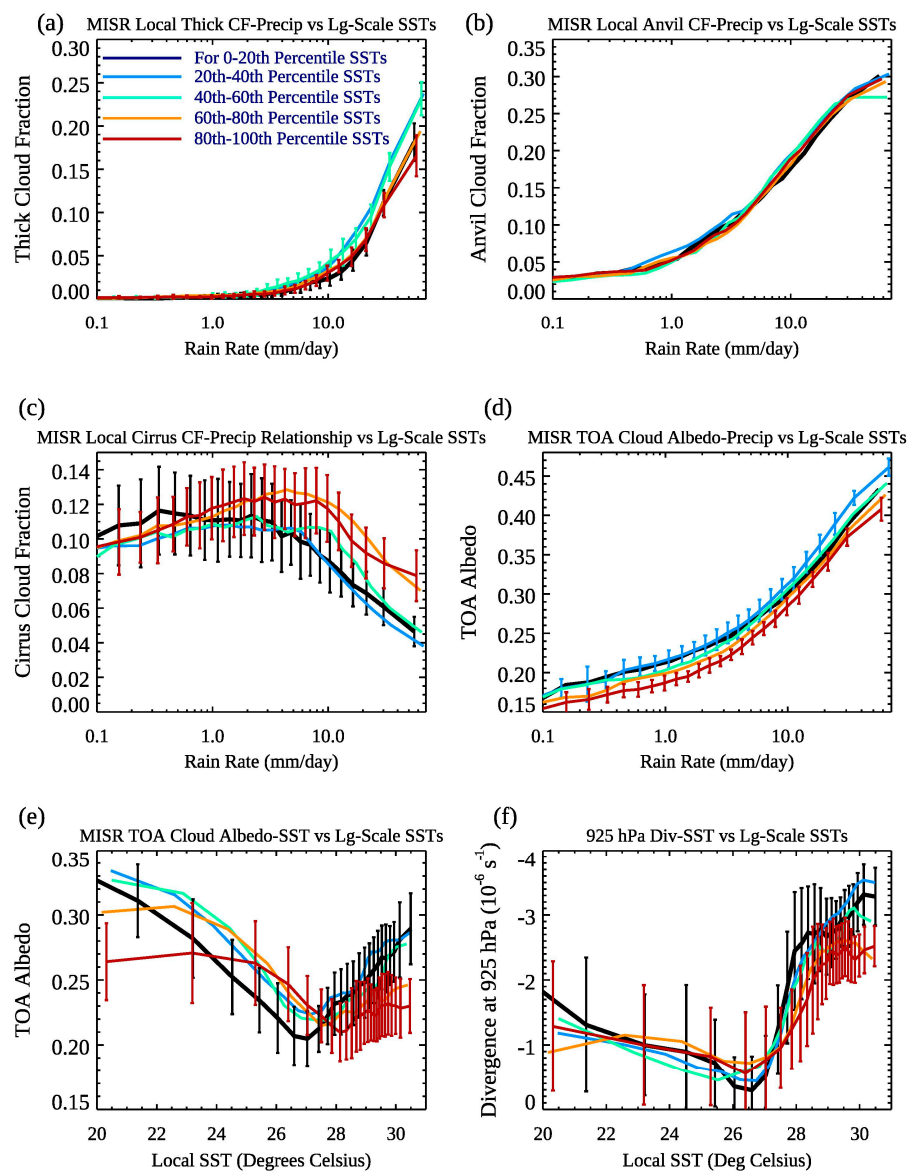 (a)
MISR Local Thick CF-Precip vs Lg-Scale SSTs
0.30
0.25
0.20
0.15
0.10
0.05
0.00
Thick Cloud Fraction
For 0-20th Percentile SSTs
20th-40th Percentile SSTs
40th-60th Percentile SSTs
60th-80th Percentile SSTs
80th-100th Percentile SSTs
0.1 1.0 10.0
Rain Rate (mm/day)
(b)
MISR Local Anvil CF-Precip vs Lg-Scale SSTs
0.35
0.30
0.25
0.20
0.15
0.10
0.05
0.00
Anvil Cloud Fraction
0.1 1.0 10.0
Rain Rate (mm/day)
(c)
MISR Local Cirrus CF-Precip Relationship vs Lg-Scale SSTs
0.14
0.12
0.10
0.08
0.06
0.04
0.02
0.00
Cirrus Cloud Fraction
0.1 1.0 10.0
Rain Rate (mm/day)
(d)
MISR TOA Cloud Albedo-Precip vs Lg-Scale SSTs
0.45
0.40
0.35
0.30
0.25
0.20
0.15
TOA Albedo
0.1 1.0 10.0
Rain Rate (mm/day)
(e)
MISR TOA Cloud Albedo-SST vs Lg-Scale SSTs
0.35
0.30
0.25
0.20
0.15
TOA Albedo
20 22 24 26 28 30
Local SST (Degrees Celsius)
(f)
925 hPa Div-SST vs Lg-Scale SSTs
-4
-3
-2
-1
0
Divergence at 925 hPa (10⁻⁶ s⁻¹)
20 22 24 26 28 30
Local SST (Deg Celsius)